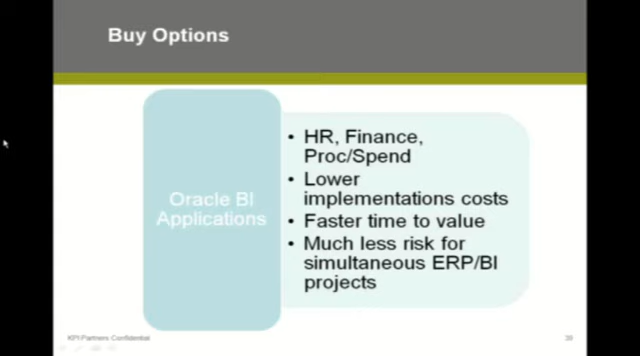 Buy Options
Oracle BI
Applications
• HR, Finance,
Proc/Spend
• Lower
implementations costs
• Faster time to value
• Much less risk for
simultaneous ERP/BI
projects
KPI Partners Confidential